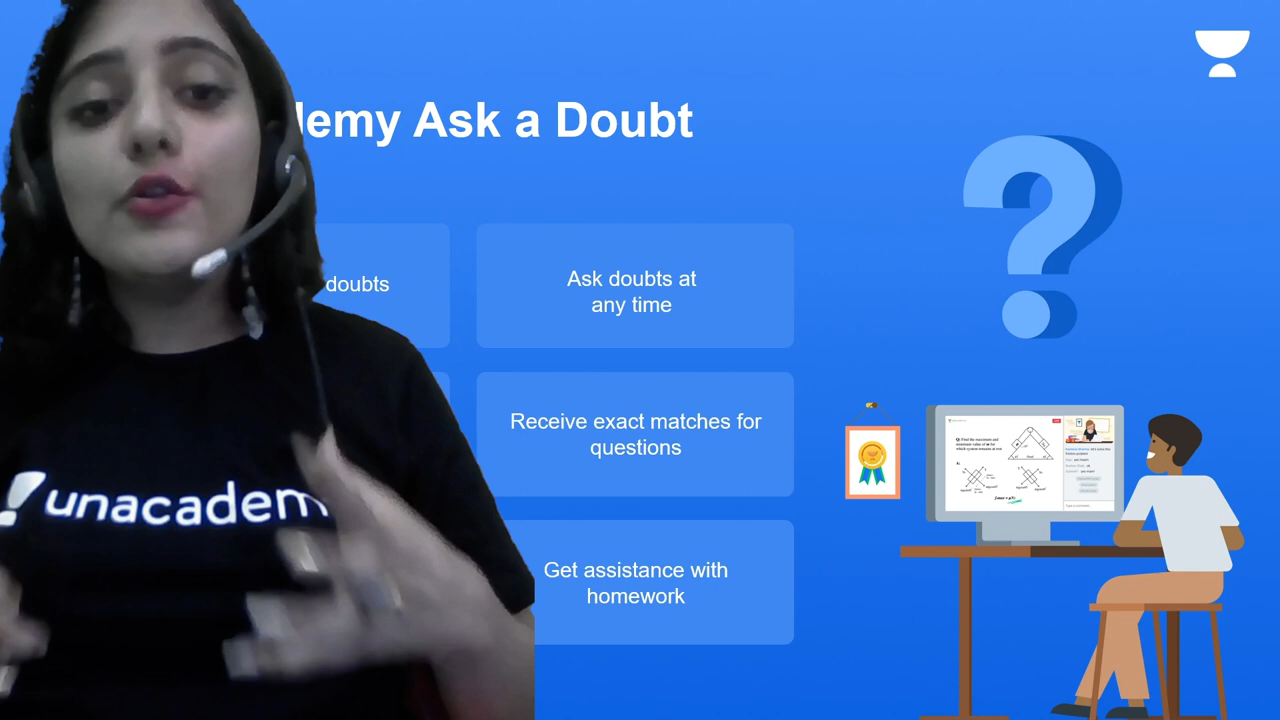 lemy Ask a Doubt
doubts
Ask doubts at
any time
Receive exact matches for
questions
Get assistance with
homework
unacadem